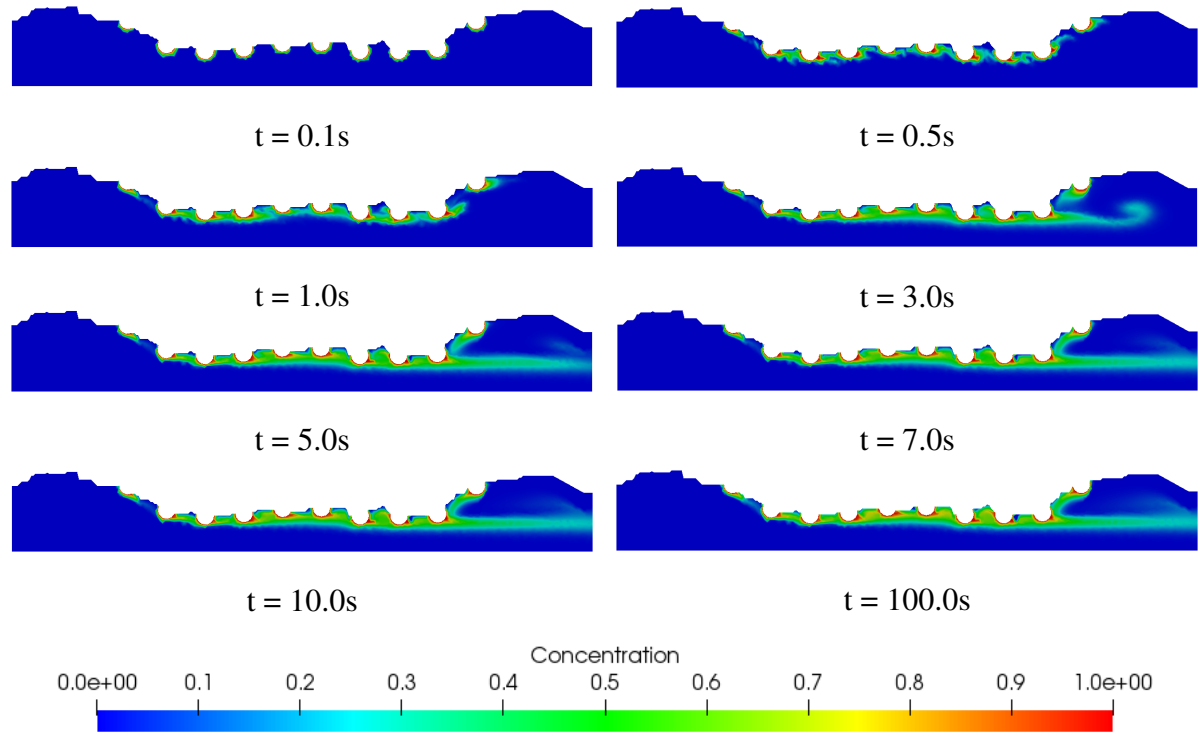 t = 0.1s
t = 0.5s
t = 1.0s
t = 3.0s
t = 5.0s
t = 7.0s
t = 10.0s
t = 100.0s
Concentration
0.0e+00 0.1 0.2 0.3 0.4 0.5 0.6 0.7 0.8 0.9 1.0e+00